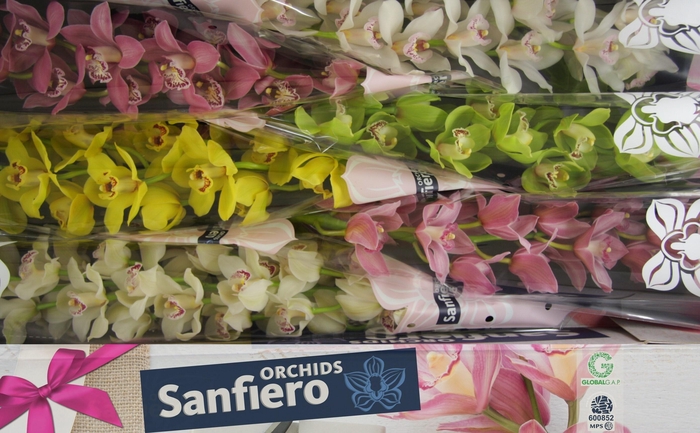 Sanfiero
Sanfiero
ORCHIDS
Sanfiero
GLOBALG.A.P.
600852
MPS